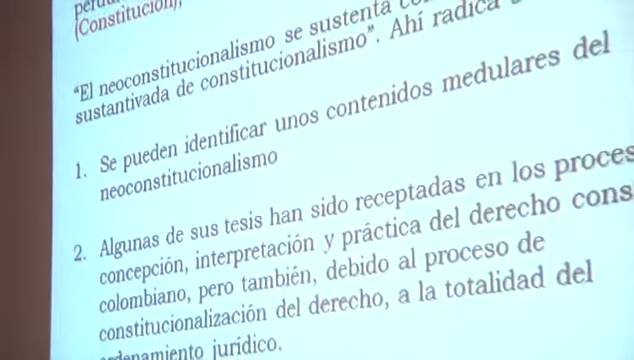 (Constitución),
“El neoconstitucionalismo se sustenta
sustantivada de constitucionalismo”. Ahí radica
1. Se pueden identificar unos contenidos medulares del
neoconstitucionalismo
2. Algunas de sus tesis han sido receptadas en los proces
concepción, interpretación y práctica del derecho cons
colombiano, pero también, debido al proceso de
constitucionalización del derecho, a la totalidad del
ordenamiento jurídico.